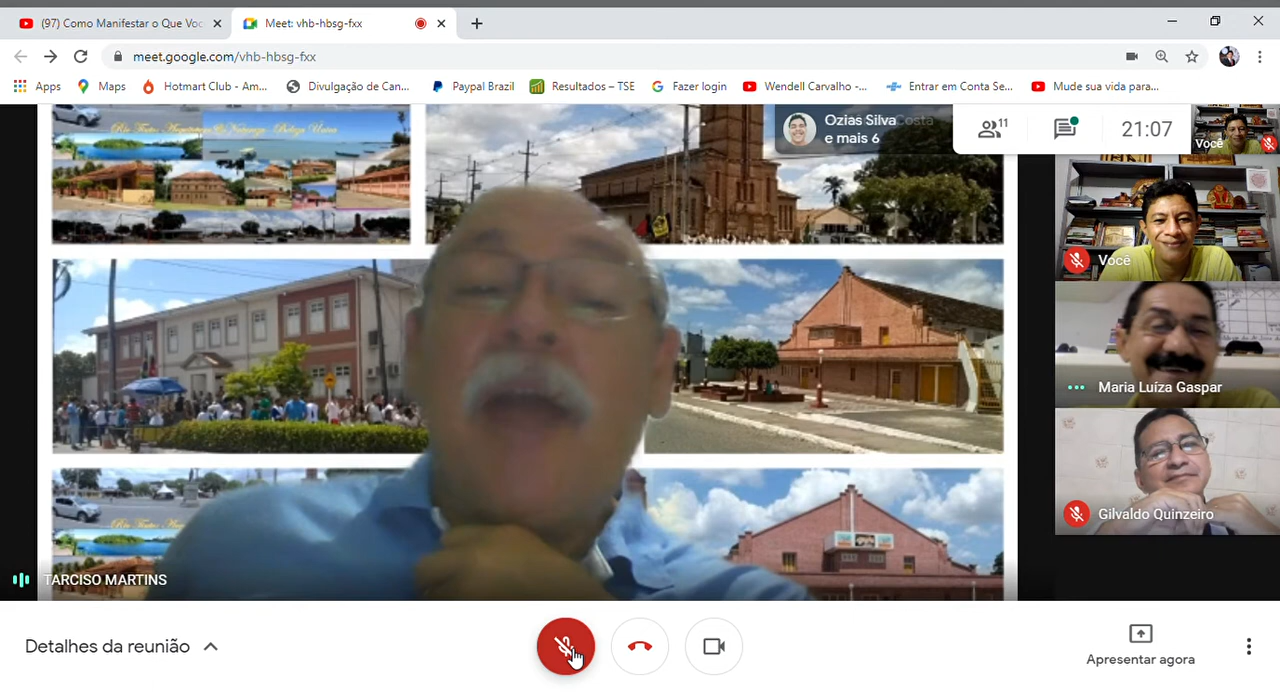 (97) Como Manifestar o Que Voc
Meet: vhb-hbsg-fxx
meet.google.com/vhb-hbsg-fxx
Apps
Maps
Hotmart Club - Am...
Divulgação de Can...
Paypal Brazil
Resultados – TSE
Fazer login
Wendell Carvalho -...
Entrar em Conta Se...
Mude sua vida para...
Ozias Silva
Costa
e mais 6
11
21:07
Você
Você
Maria Luíza Gaspar
Gilvaldo Quinzeiro
TARCISO MARTINS
Detalhes da reunião
Apresentar agora